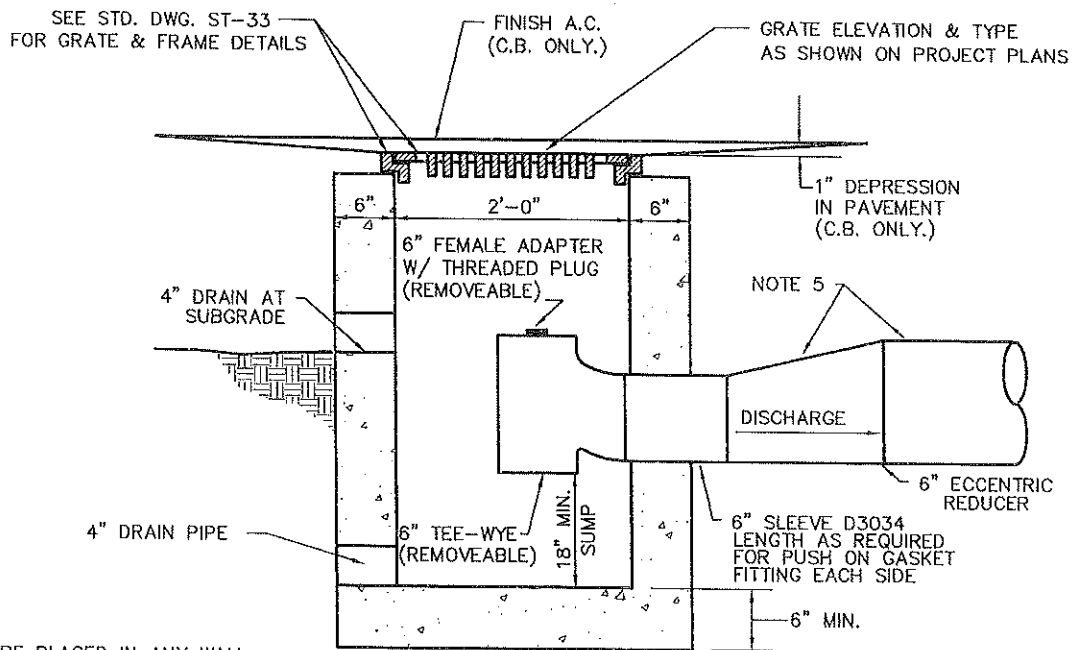 SEE STD. DWG. ST-33
FOR GRATE & FRAME DETAILS
FINISH A.C.
(C.B. ONLY.)
GRATE ELEVATION & TYPE
AS SHOWN ON PROJECT PLANS
6"
2'-0"
6"
1" DEPRESSION
IN PAVEMENT
(C.B. ONLY.)
6" FEMALE ADAPTER
W/ THREADED PLUG
(REMOVEABLE)
4" DRAIN AT
SUBGRADE
NOTE 5
DISCHARGE
6" ECCENTRIC
REDUCER
4" DRAIN PIPE
6" TEE-WYE
(REMOVEABLE)
18" MIN.
SUMP
6" SLEEVE D3034
LENGTH AS REQUIRED
FOR PUSH ON GASKET
FITTING EACH SIDE
6" MIN.